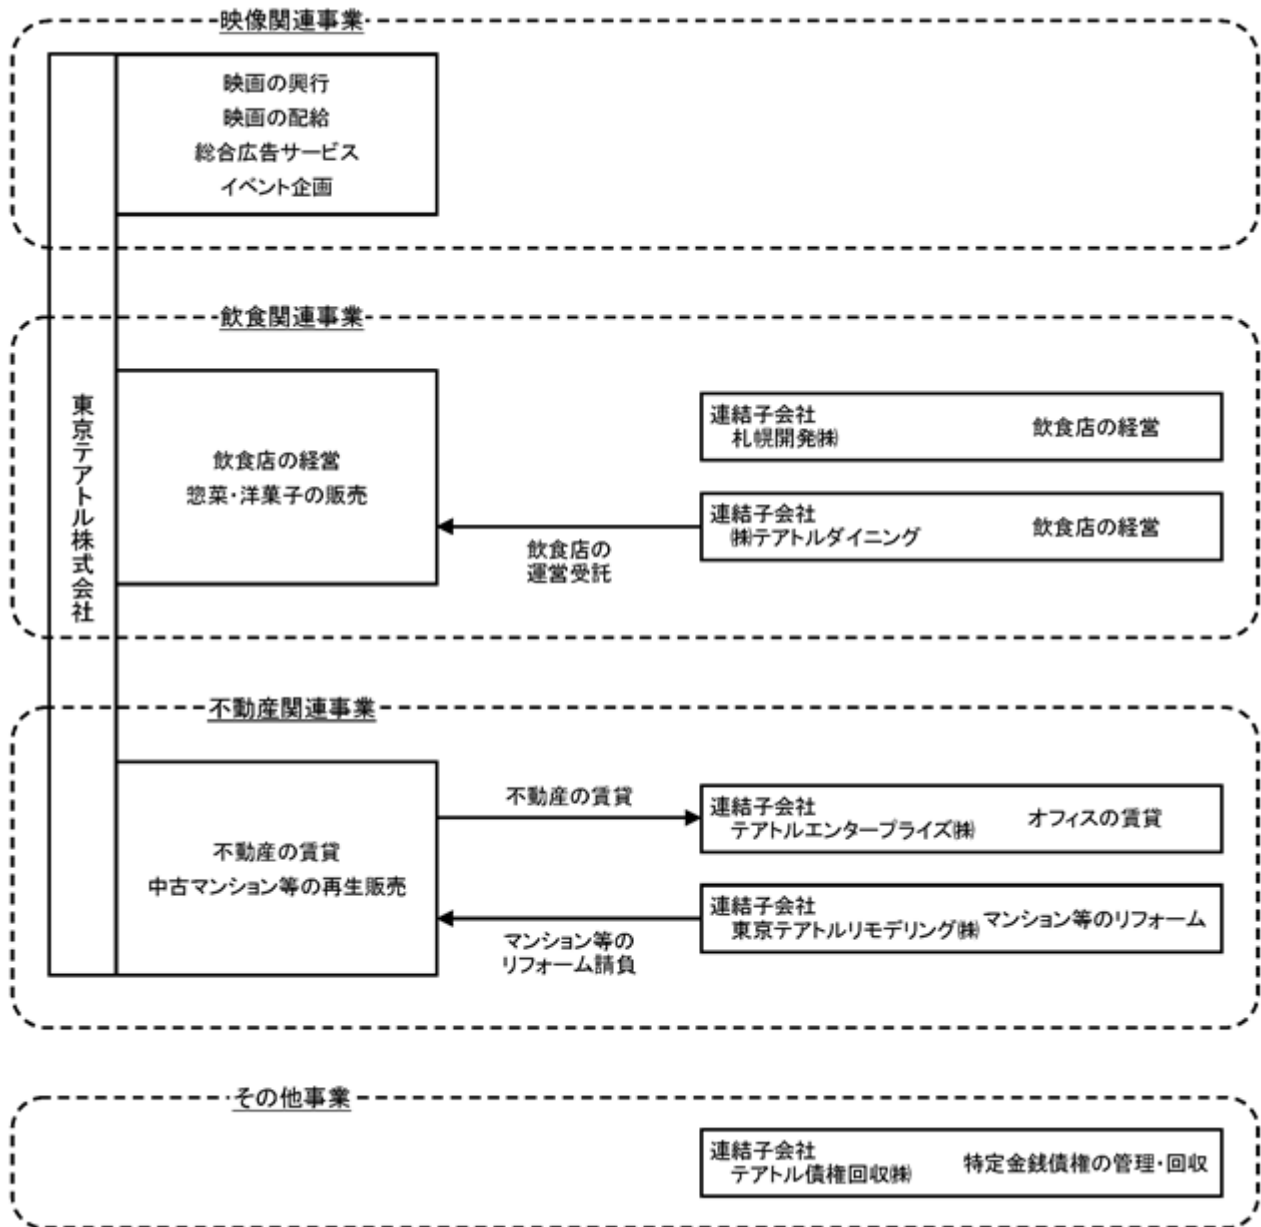 映像関連事業
映画の興行
映画の配給
総合広告サービス
イベント企画
東京テアトル株式会社
飲食関連事業
飲食店の経営
惣菜・洋菓子の販売
連結子会社
札幌開発㈱
飲食店の経営
連結子会社
㈱テアトルダイニング
飲食店の経営
飲食店の
運営受託
不動産関連事業
不動産の賃貸
中古マンション等の再生販売
不動産の賃貸
連結子会社
テアトルエンタープライズ㈱
オフィスの賃貸
連結子会社
東京テアトルリモデリング㈱
マンション等のリフォーム
マンション等の
リフォーム請負
その他事業
連結子会社
テアトル債権回収㈱
特定金銭債権の管理・回収